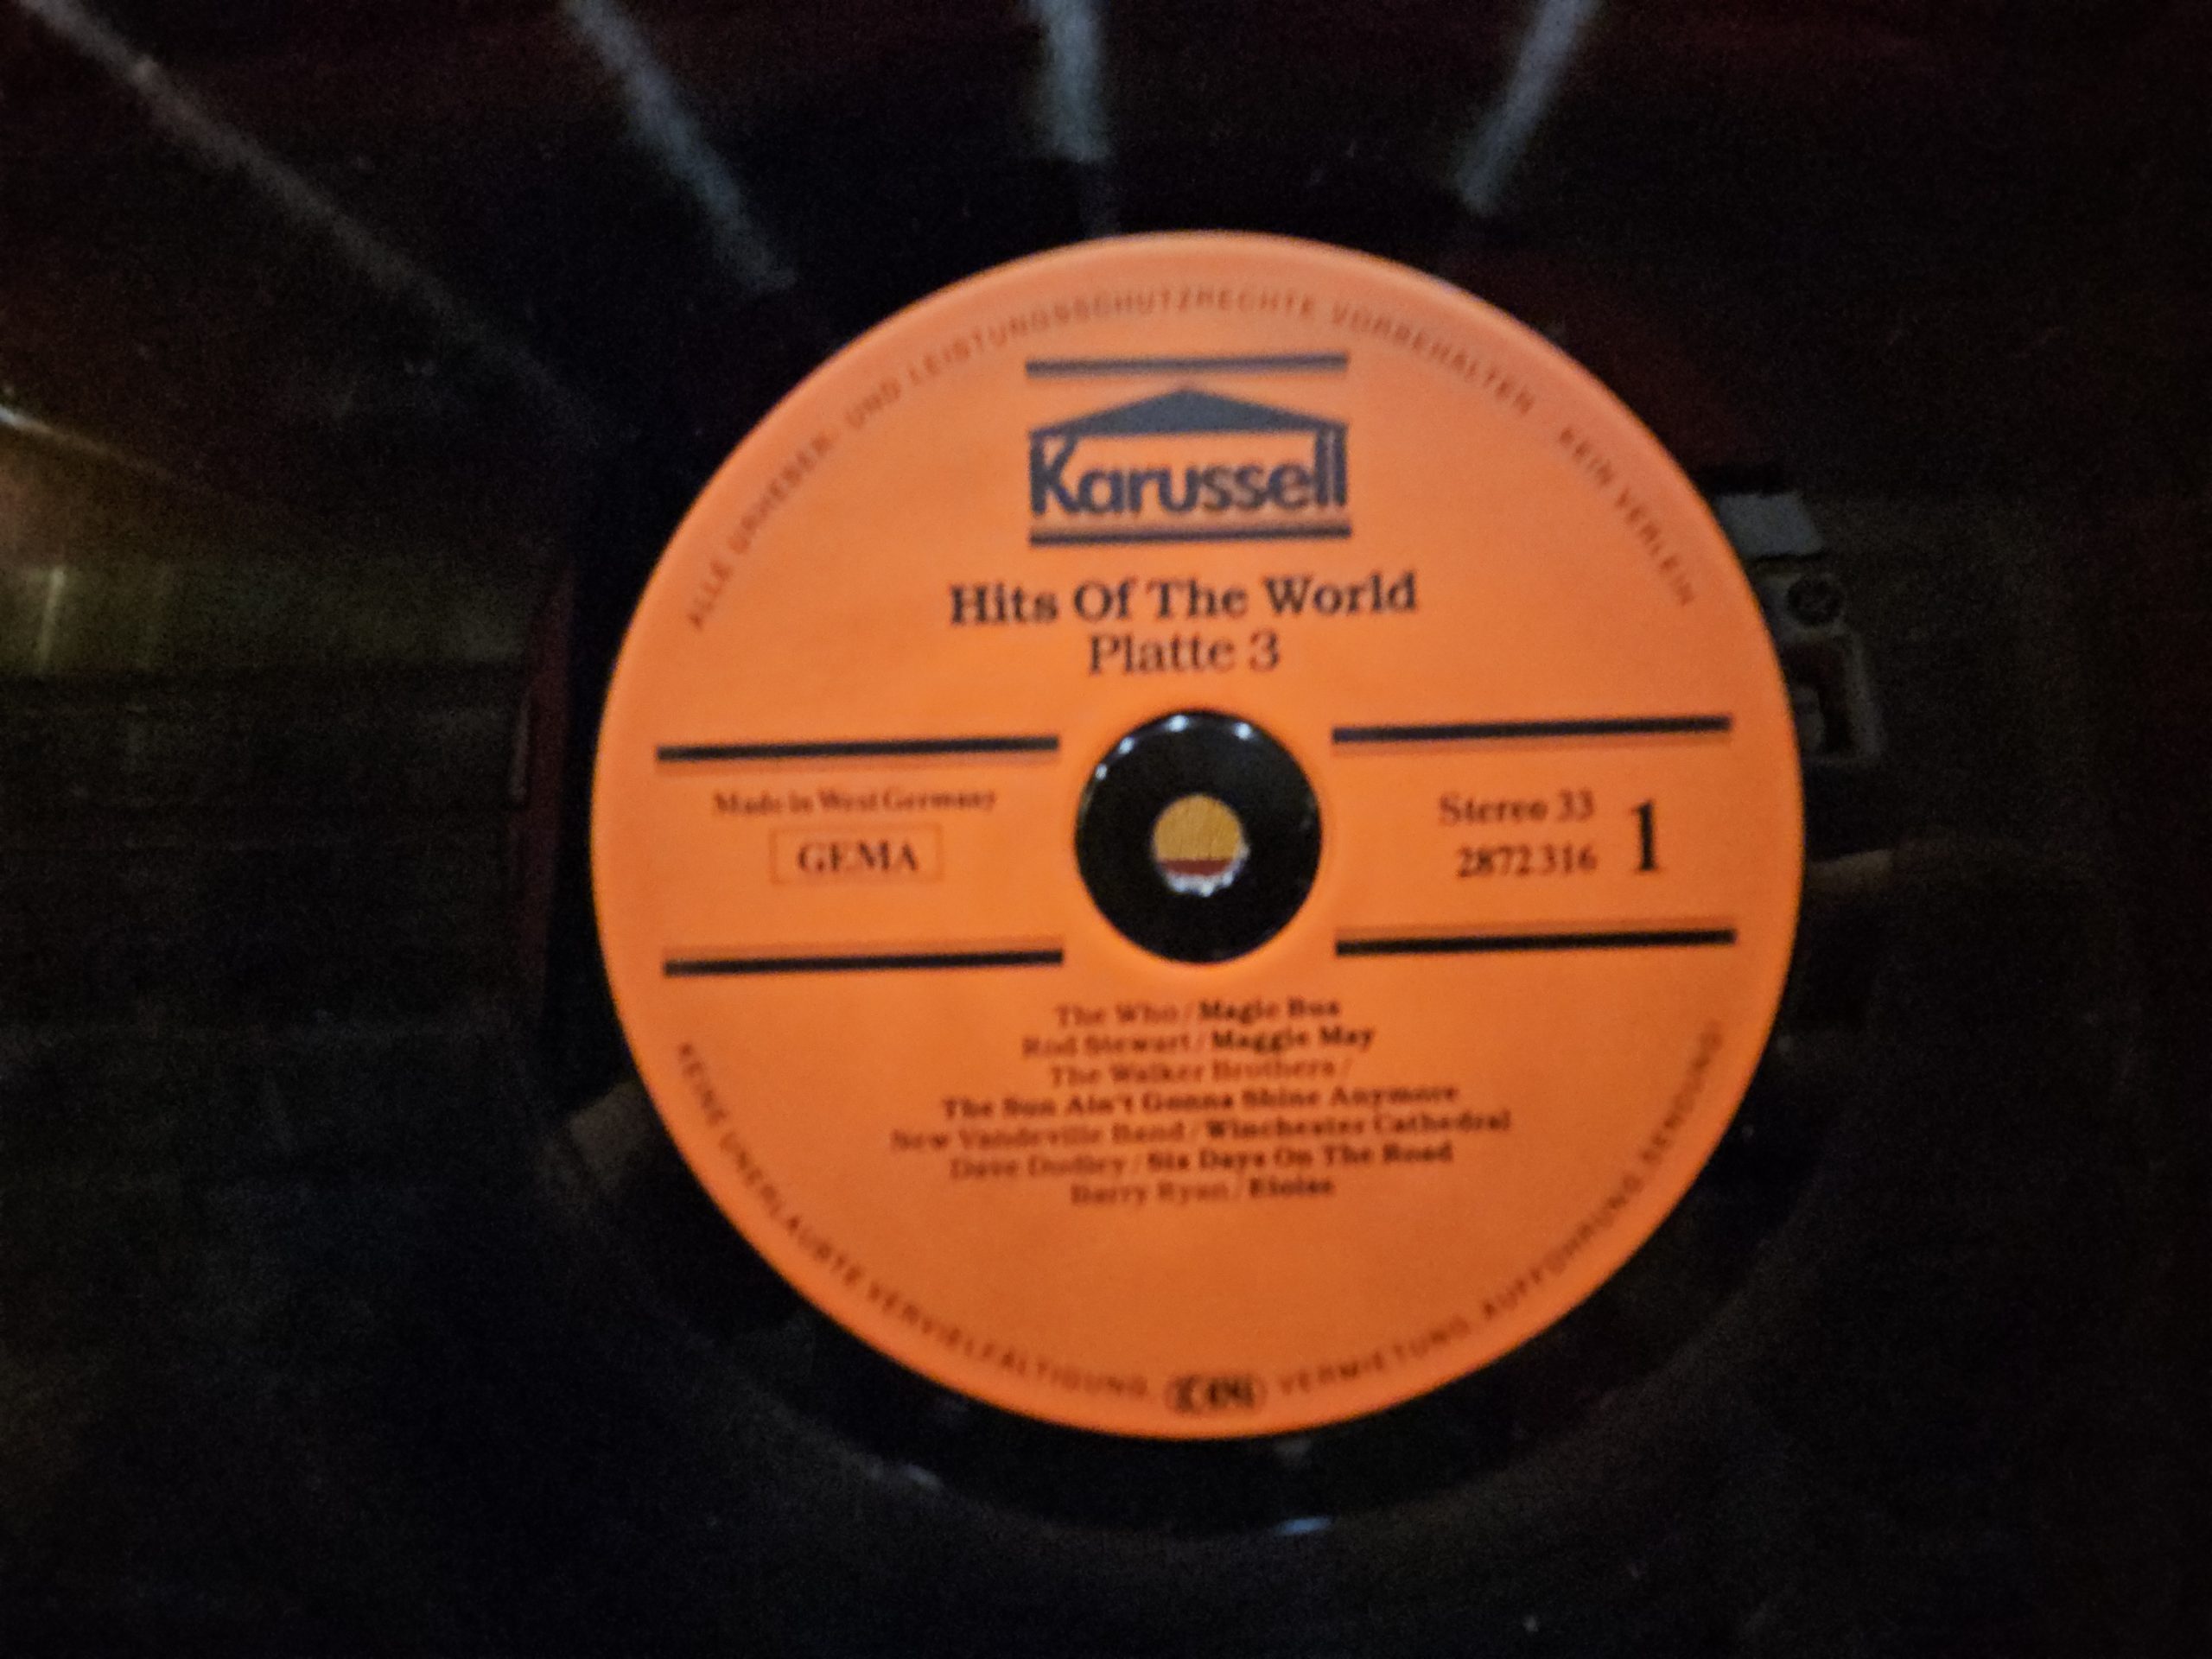 ALLE URHEBER- UND LEISTUNGSSCHUTZRECHTE VORBEHALTEN · KEIN VERLEIH
Karussell
Hits Of The World
Platte 3
Made in West Germany
GEMA
Stereo 33
2872 316
1
The Who / Magic Bus
Rod Stewart / Maggie May
The Walker Brothers /
The Sun Ain't Gonna Shine Anymore
New Vaudeville Band / Winchester Cathedral
Dave Dudley / Six Days On The Road
Barry Ryan / Eloise
KEINE UNERLAUBTE VERVIELFÄLTIGUNG, VERMIETUNG, AUFFÜHRUNG, SENDUNG!